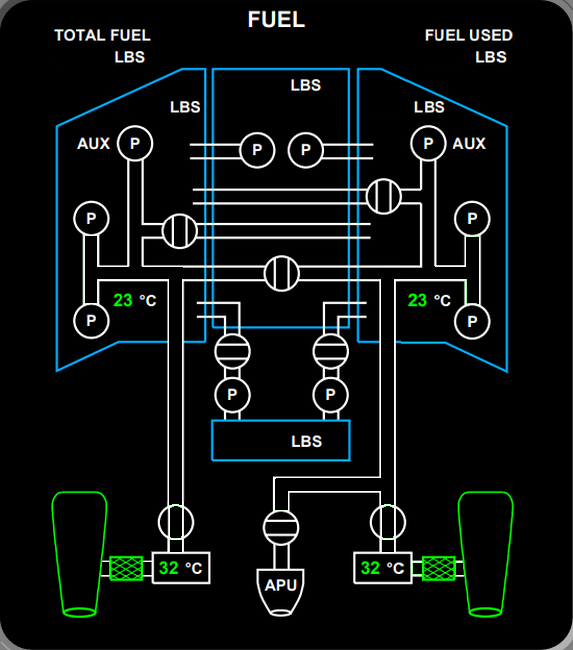 FUEL
TOTAL FUEL
LBS
FUEL USED
LBS
LBS
LBS
LBS
AUX P
P P
P AUX
P
P
23 °C
23 °C
P
P
P
P
LBS
32 °C
APU
32 °C